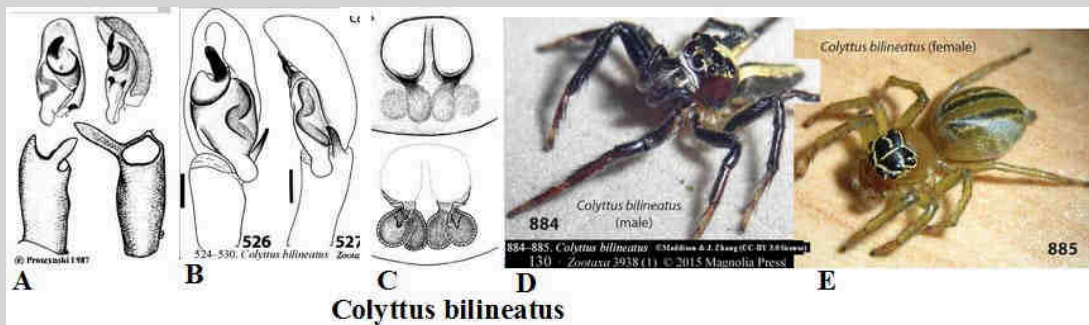 © Proszynski 1987
A
526
527
524–530. Colyttus bilineatus Zoota
B
C
884
Colyttus bilineatus
(male)
884–885. Colyttus bilineatus © Maddison & J. Zhang (CC-BY 3.0 license)
130 · Zootaxa 3938 (1) © 2015 Magnolia Press
D
Colyttus bilineatus (female)
885
E
Colyttus bilineatus